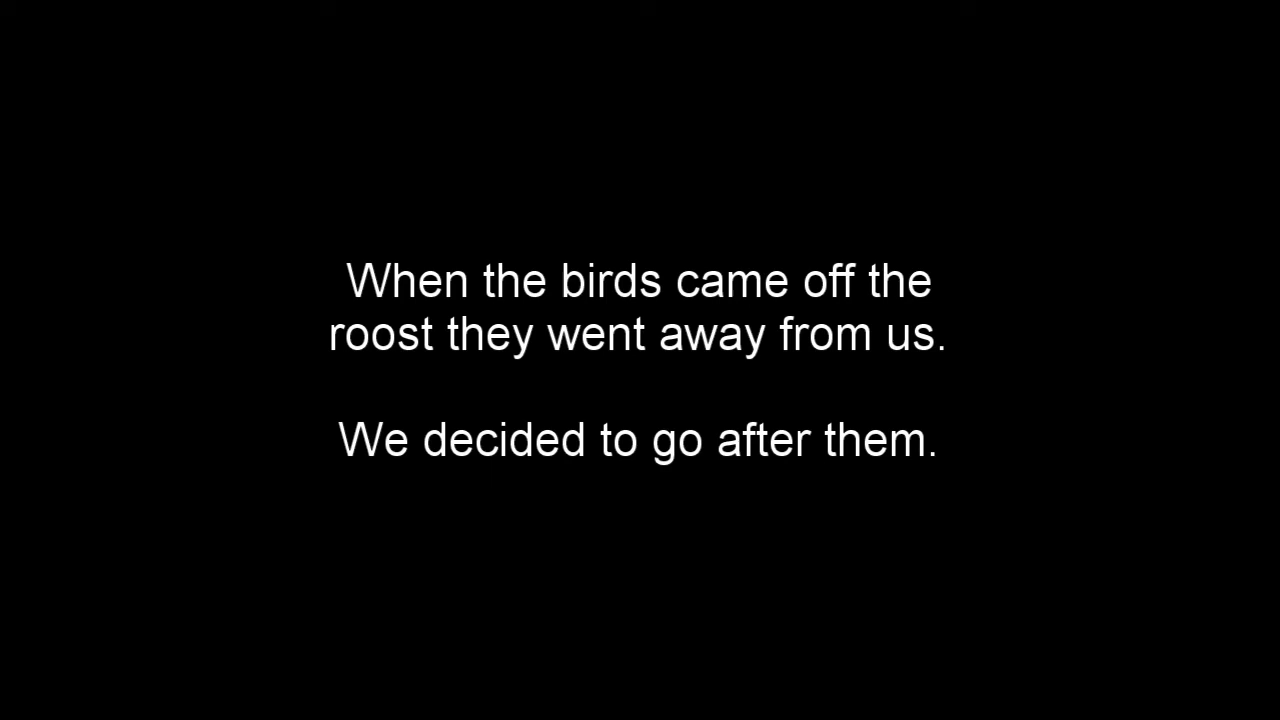 When the birds came off the
roost they went away from us.
We decided to go after them.